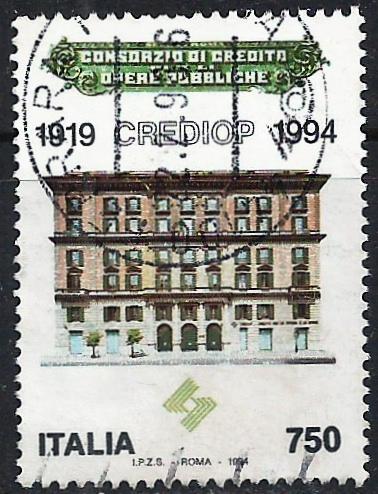 CONSORZIO DI CREDITO
OPERE PUBBLICHE
1919 CREDIOP 1994
ITALIA 750
I.P.Z.S. - ROMA - 1994